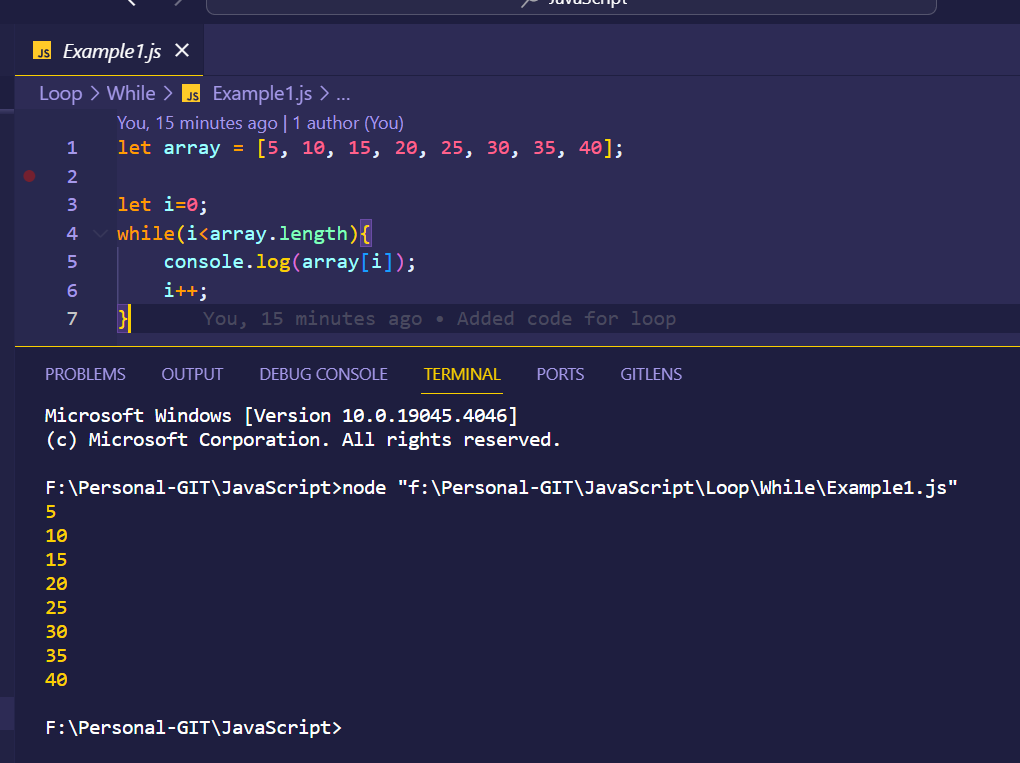 JavaScript
JS Example1.js ×
Loop > While > JS Example1.js > ...
You, 15 minutes ago | 1 author (You)
1 let array = [5, 10, 15, 20, 25, 30, 35, 40];
2
3 let i=0;
4 while(i<array.length){
5     console.log(array[i]);
6     i++;
7 }      You, 15 minutes ago • Added code for loop
PROBLEMS OUTPUT DEBUG CONSOLE TERMINAL PORTS GITLENS
Microsoft Windows [Version 10.0.19045.4046]
(c) Microsoft Corporation. All rights reserved.
F:\Personal-GIT\JavaScript>node "f:\Personal-GIT\JavaScript\Loop\While\Example1.js"
5
10
15
20
25
30
35
40
F:\Personal-GIT\JavaScript>